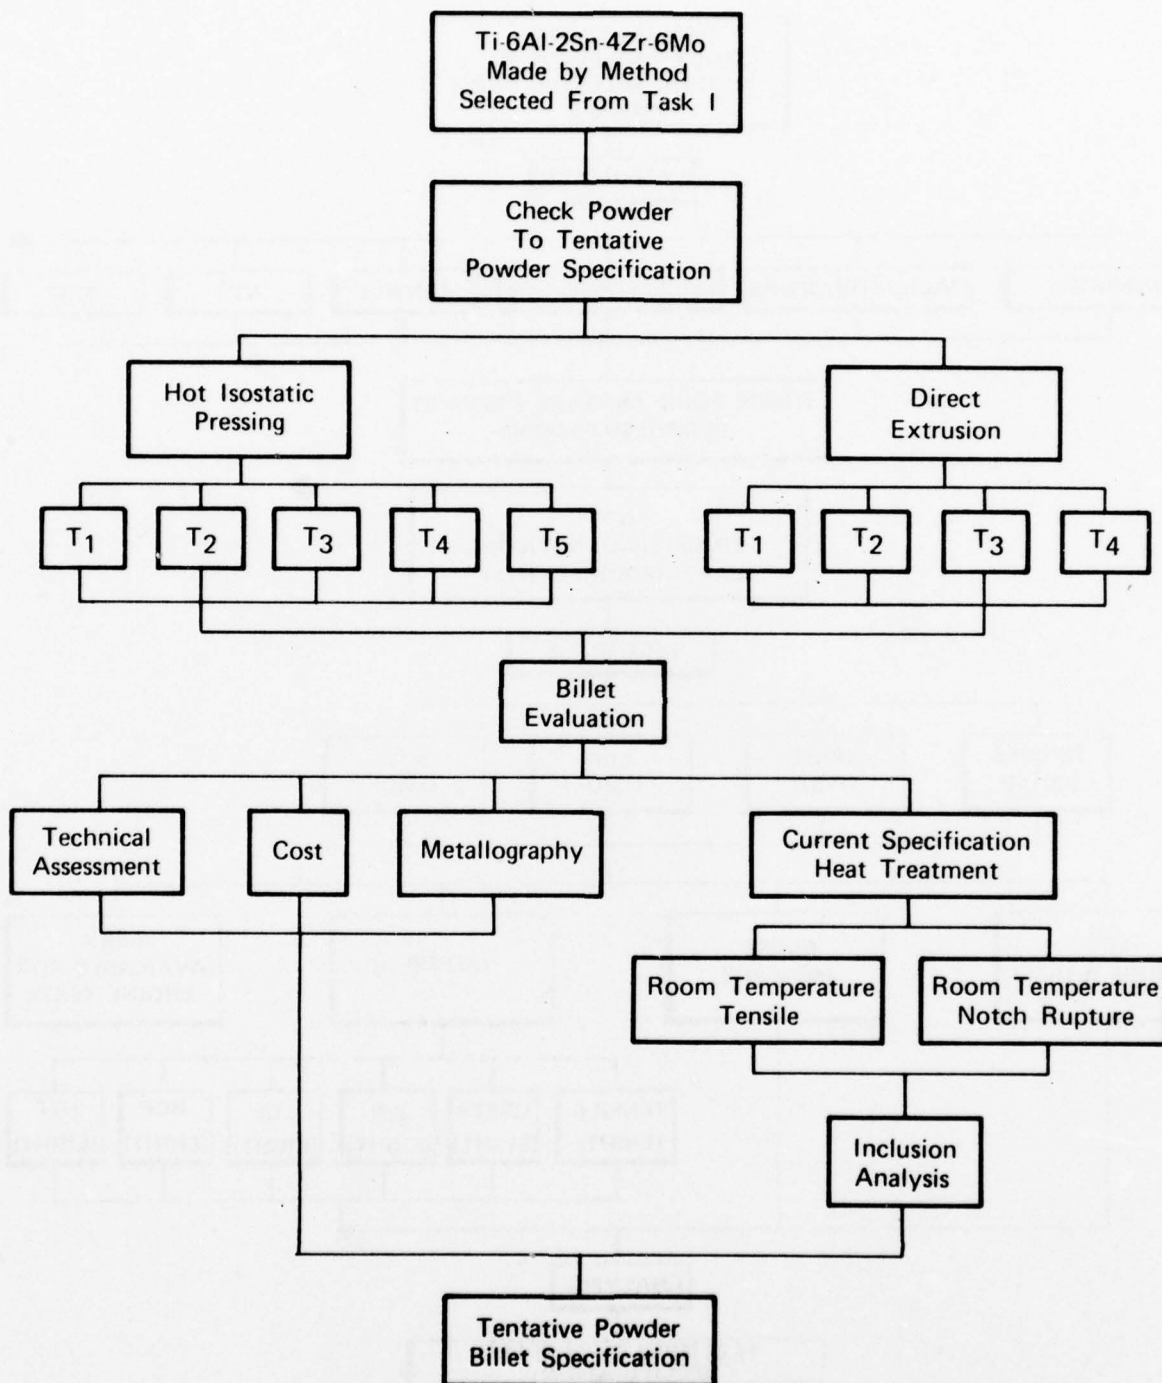 Ti-6Al-2Sn-4Zr-6Mo
Made by Method
Selected From Task I
Check Powder
To Tentative
Powder Specification
Hot Isostatic
Pressing
Direct
Extrusion
T1
T2
T3
T4
T5
T1
T2
T3
T4
Billet
Evaluation
Technical
Assessment
Cost
Metallography
Current Specification
Heat Treatment
Room Temperature
Tensile
Room Temperature
Notch Rupture
Inclusion
Analysis
Tentative Powder
Billet Specification